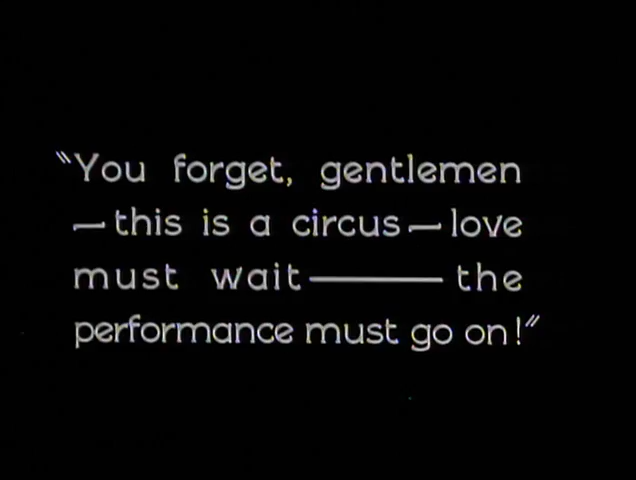 "You forget, gentlemen
—this is a circus—love
must wait——— the
performance must go on!"